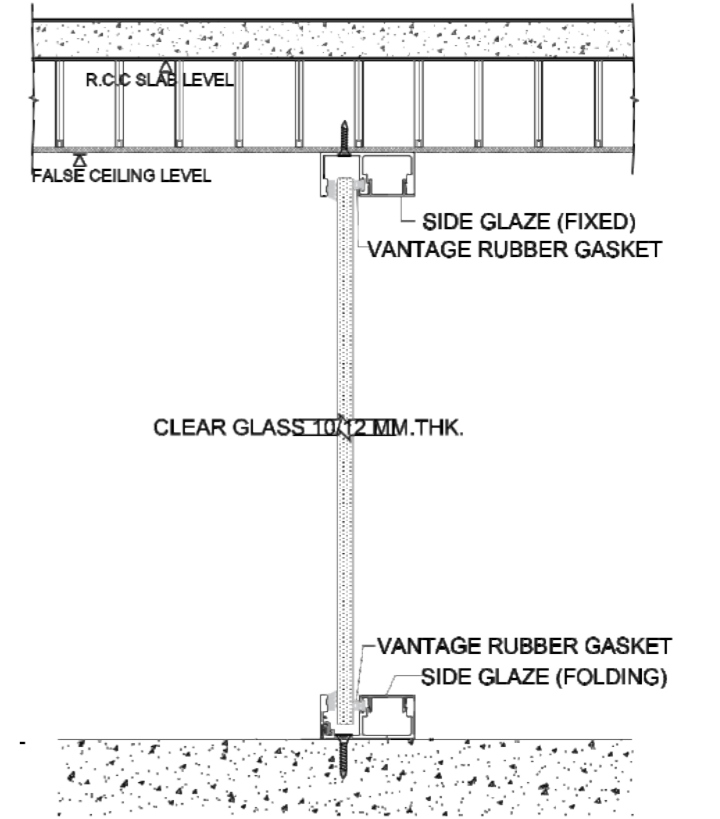 R.C.C SLAB LEVEL
FALSE CEILING LEVEL
SIDE GLAZE (FIXED)
VANTAGE RUBBER GASKET
CLEAR GLASS 10/12 MM.THK.
VANTAGE RUBBER GASKET
SIDE GLAZE (FOLDING)